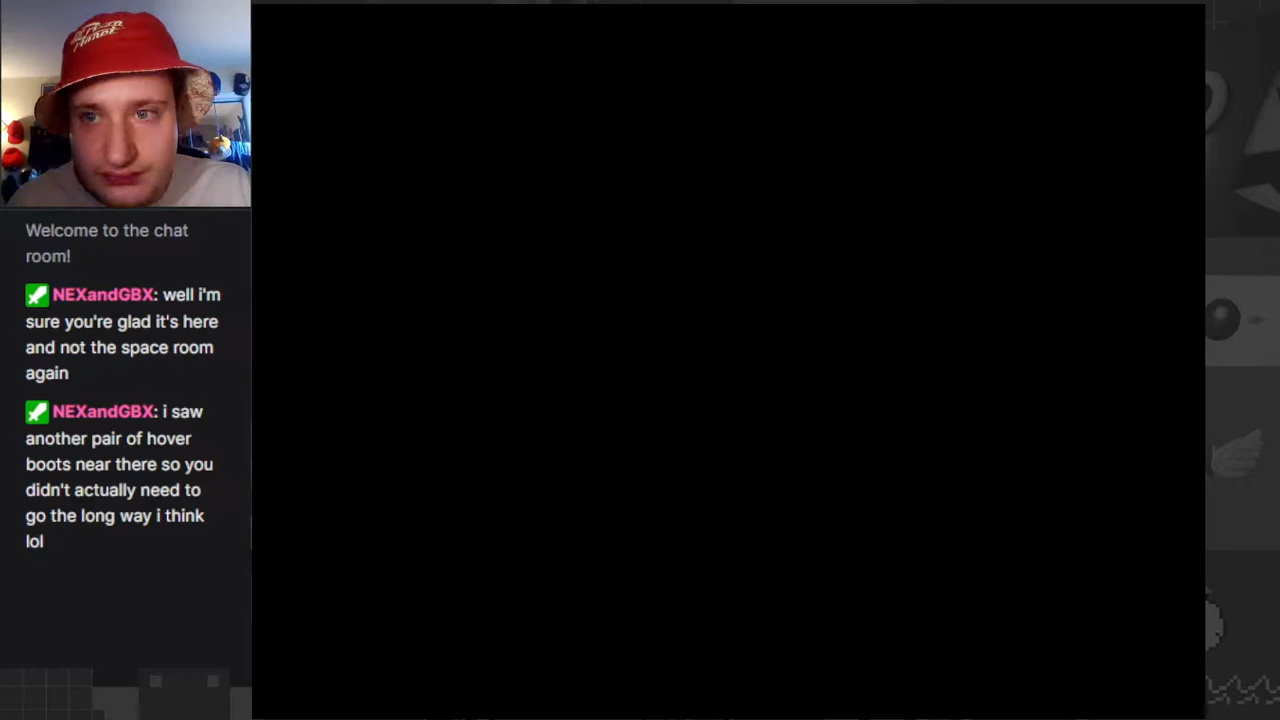 Welcome to the chat
room!
NEXandGBX: well i'm
sure you're glad it's here
and not the space room
again
NEXandGBX: i saw
another pair of hover
boots near there so you
didn't actually need to
go the long way i think
lol